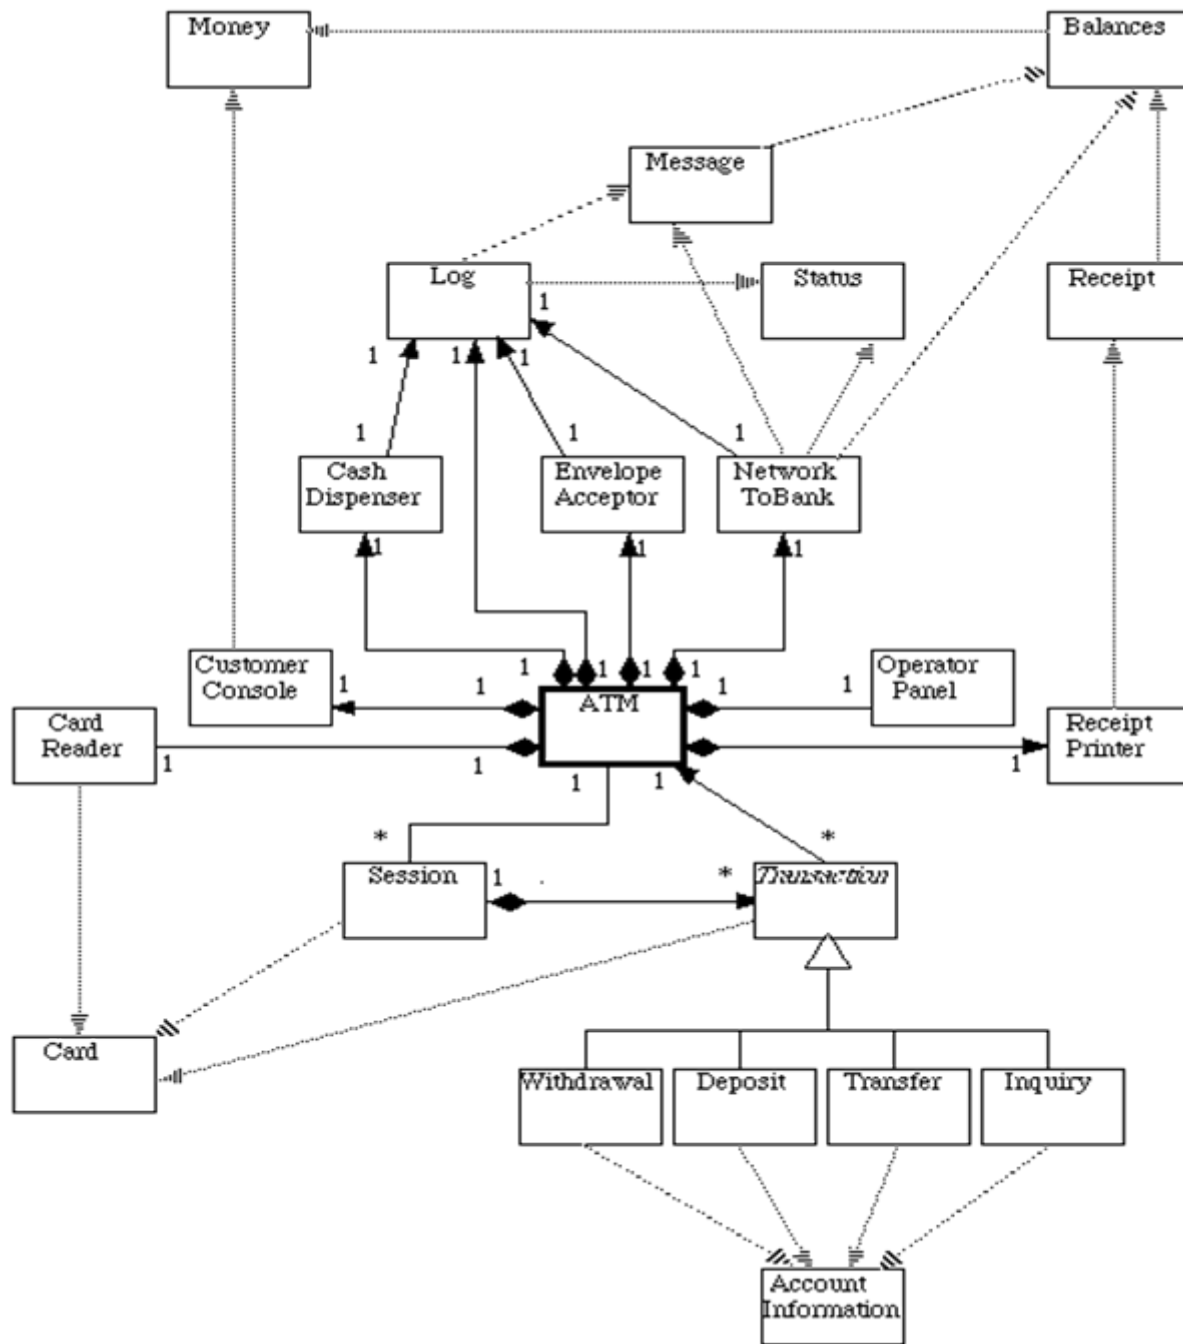 Money
Balances
Message
Log
Status
Receipt
1
1
1
1
1
1
1
Cash
Dispenser
Envelope
Acceptor
Network
ToBank
1
1
1
Customer
Console
1
1
1
1
Operator
Panel
1
1
1
1
ATM
Card
Reader
Receipt
Printer
1
1
1
1
1
*
*
Session
1
*
Transaction
Card
Withdrawal
Deposit
Transfer
Inquiry
Account
Information